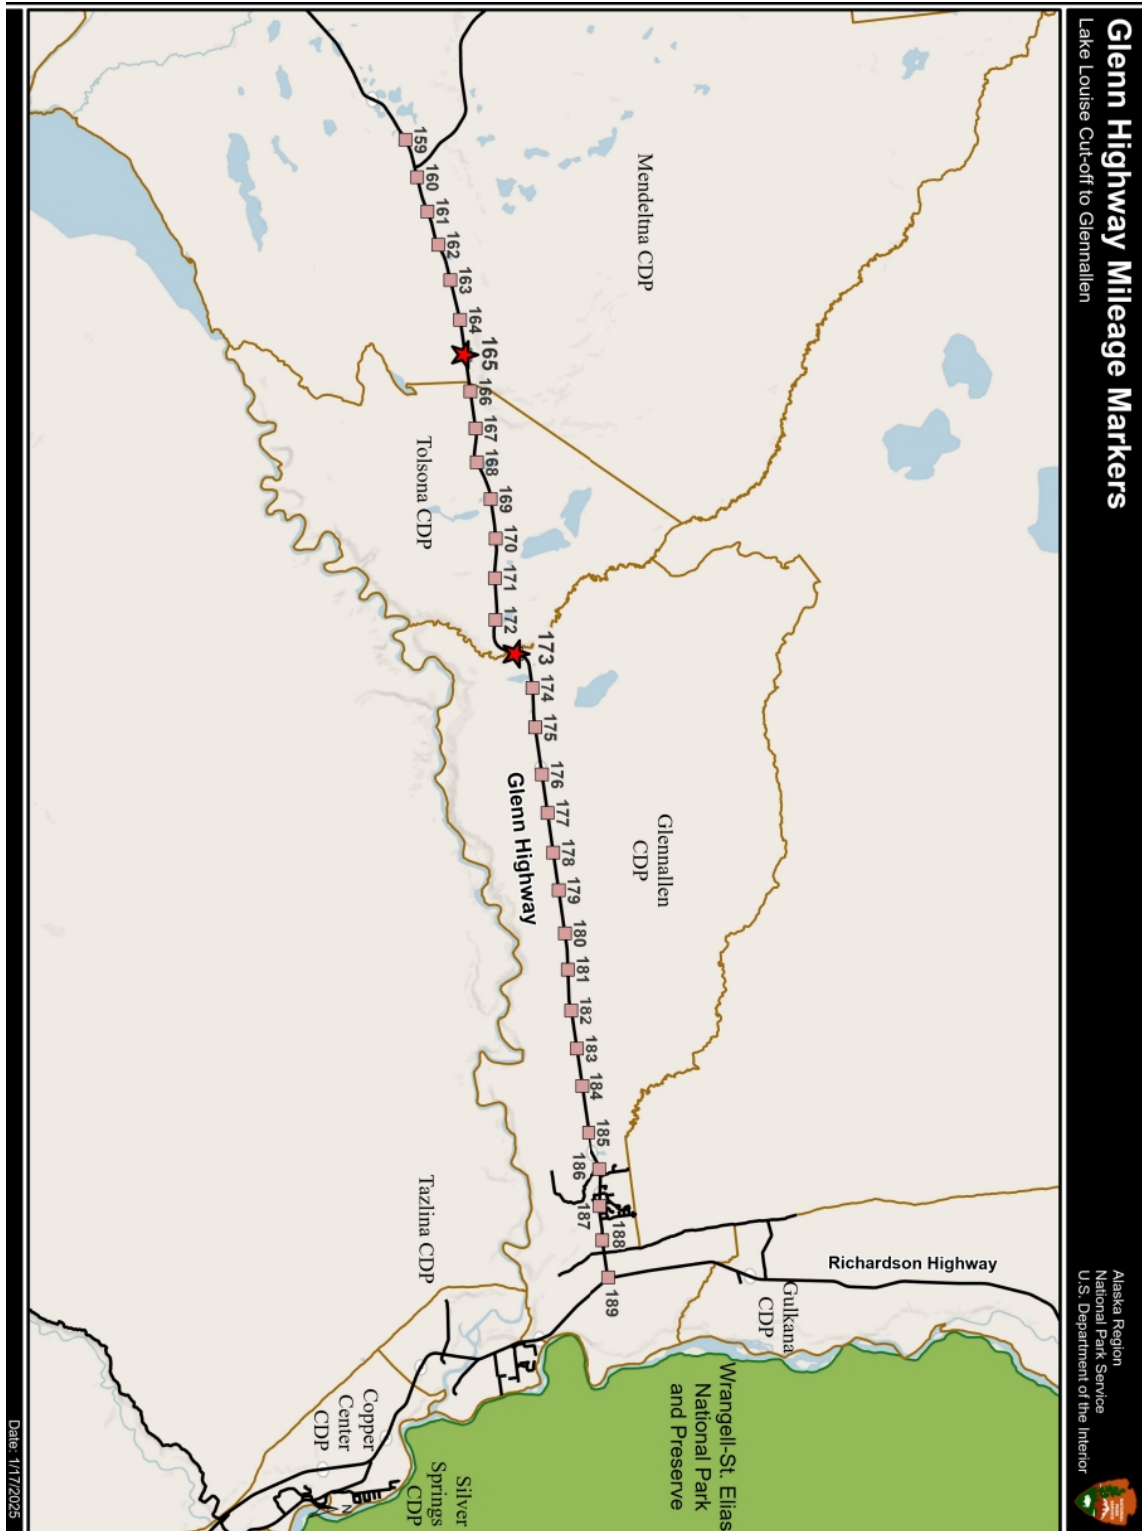 Glenn Highway Mileage Markers
Lake Louise Cut-off to Glennallen
Alaska Region
National Park Service
U.S. Department of the Interior
Mendeltna CDP
159
160
161
162
163
164
165
166
167
168
169
170
171
172
173
174
175
176
177
178
179
180
181
182
183
184
185
186
187
188
189
Tolsona CDP
Glenn Highway
Glennallen
CDP
Richardson Highway
Gulkana
CDP
Tazlina CDP
Wrangell-St. Elias
National Park
and Preserve
Copper
Center
CDP
Silver
Springs
CDP
N
Date: 1/17/2025